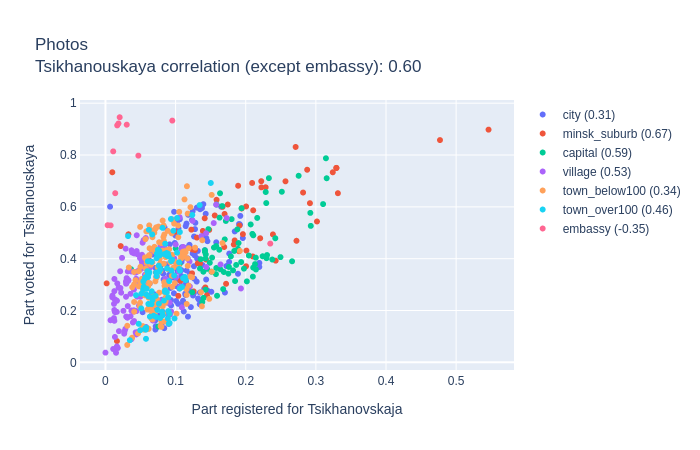 Photos
Tsikhanouskaya correlation (except embassy): 0.60
Part voted for Tsihanouskaya
1
0.8
0.6
0.4
0.2
0
0
0.1
0.2
0.3
0.4
0.5
Part registered for Tsikhanovskaja
city (0.31)
minsk_suburb (0.67)
capital (0.59)
village (0.53)
town_below100 (0.34)
town_over100 (0.46)
embassy (-0.35)